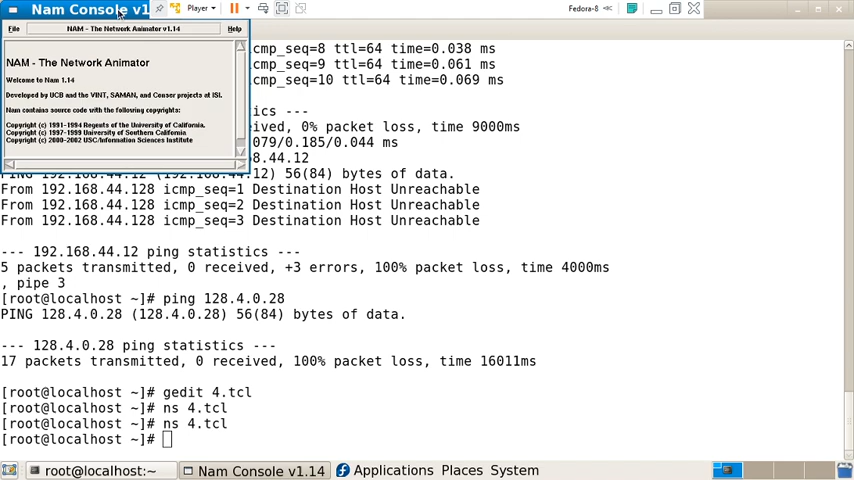 Nam Console v1
Player
Fedora-8
File
NAM - The Network Animator v1.14
Help
NAM - The Network Animator
Welcome to Nam 1.14
Developed by UCB and the VINT, SAMAN, and Conser projects at ISI.
Nam contains source code with the following copyrights:
Copyright (c) 1991-1994 Regents of the University of California.
Copyright (c) 1997-1999 University of Southern California
Copyright (c) 2000-2002 USC/Information Sciences Institute
cmp_seq=8 ttl=64 time=0.038 ms
cmp_seq=9 ttl=64 time=0.061 ms
cmp_seq=10 ttl=64 time=0.069 ms
tics ---
eived, 0% packet loss, time 9000ms
079/0.185/0.044 ms
8.44.12
PING 192.168.44.12 (192.168.44.12) 56(84) bytes of data.
From 192.168.44.128 icmp_seq=1 Destination Host Unreachable
From 192.168.44.128 icmp_seq=2 Destination Host Unreachable
From 192.168.44.128 icmp_seq=3 Destination Host Unreachable
--- 192.168.44.12 ping statistics ---
5 packets transmitted, 0 received, +3 errors, 100% packet loss, time 4000ms
, pipe 3
[root@localhost ~]# ping 128.4.0.28
PING 128.4.0.28 (128.4.0.28) 56(84) bytes of data.
--- 128.4.0.28 ping statistics ---
17 packets transmitted, 0 received, 100% packet loss, time 16011ms
[root@localhost ~]# gedit 4.tcl
[root@localhost ~]# ns 4.tcl
[root@localhost ~]# ns 4.tcl
[root@localhost ~]#
root@localhost:~
Nam Console v1.14
Applications Places System